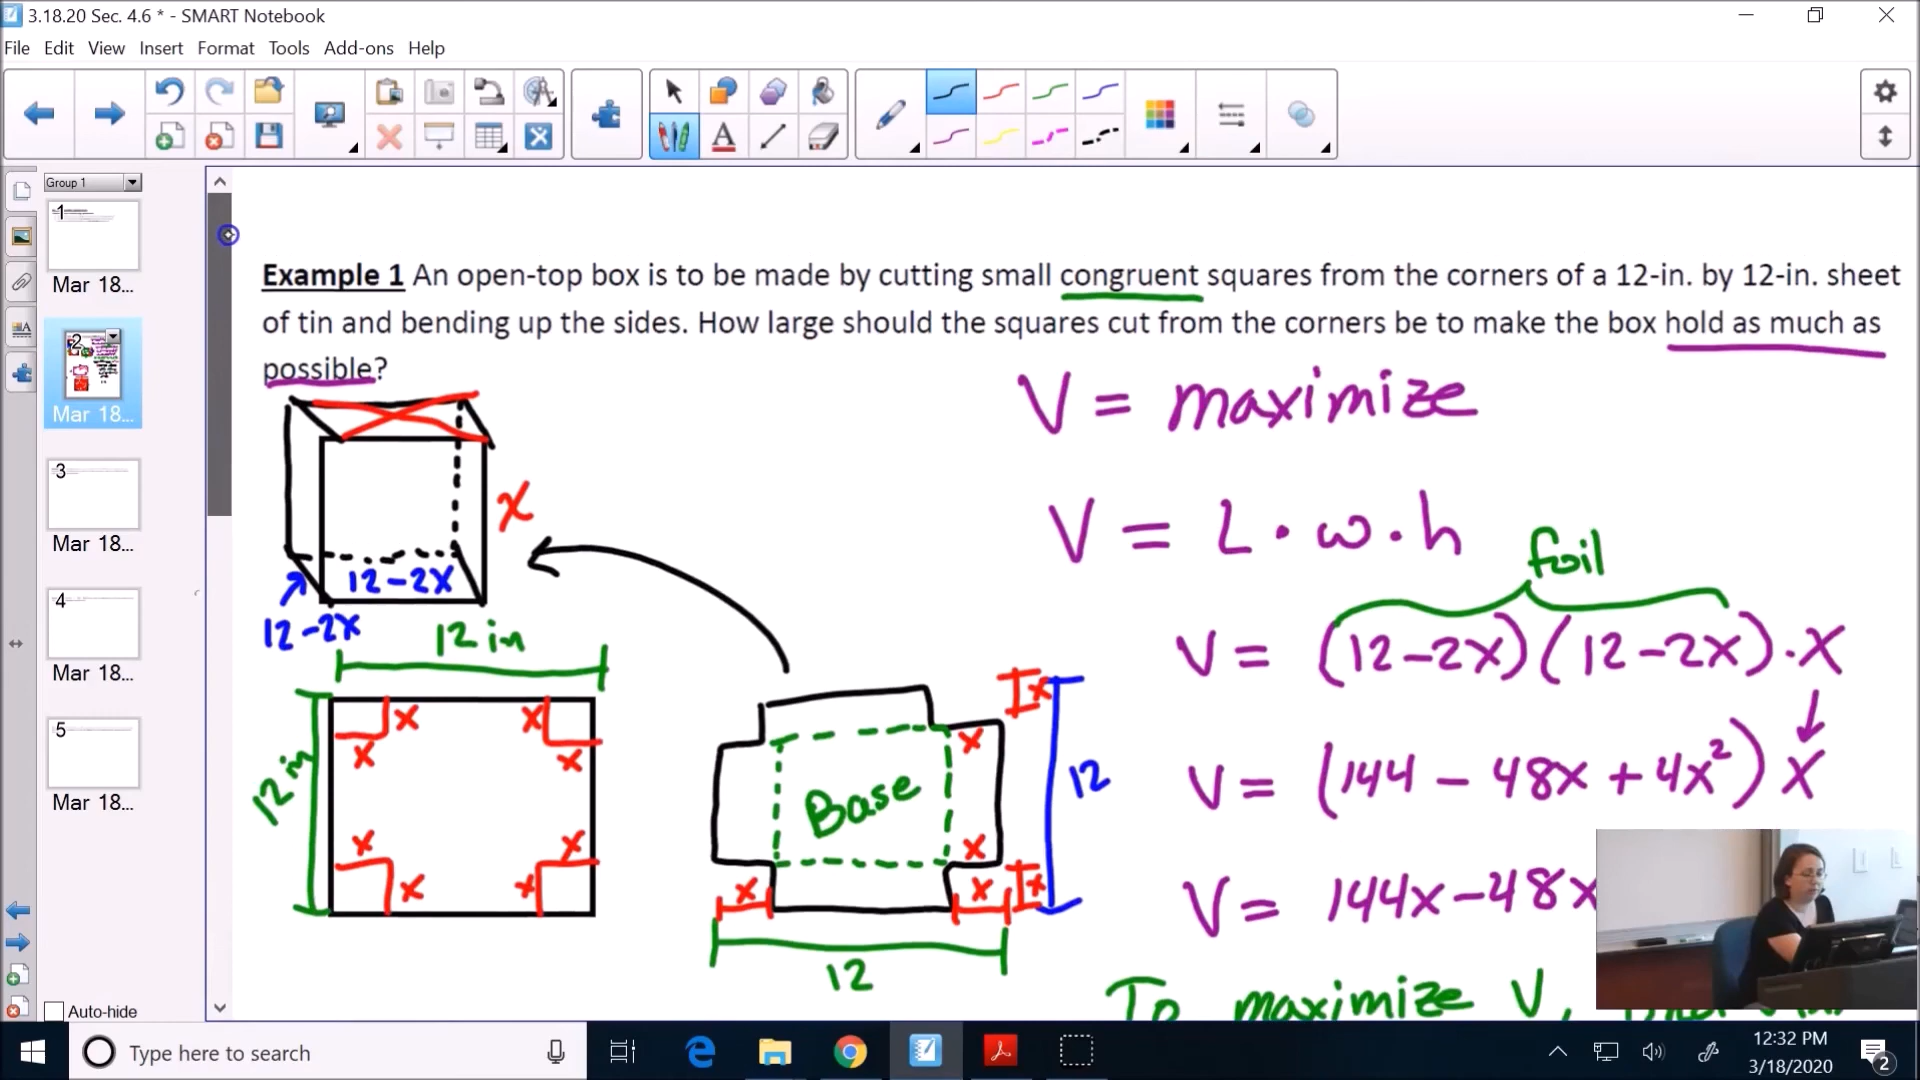 3.18.20 Sec. 4.6 * - SMART Notebook
File Edit View Insert Format Tools Add-ons Help
Group 1
1
Mar 18...
2
Mar 18...
3
Mar 18...
4
Mar 18...
5
Mar 18...
Auto-hide
Example 1 An open-top box is to be made by cutting small congruent squares from the corners of a 12-in. by 12-in. sheet
of tin and bending up the sides. How large should the squares cut from the corners be to make the box hold as much as
possible?
V = maximize
x
V = L · w · h
foil
12-2x
12-2x
12 in
V = (12-2x)(12-2x)·x
x x
x x
12 in
x x
x x
x
x
Base
x
x
x
x
12
12
V = (144 - 48x + 4x²) x
V = 144x-48x
To maximize V,
Type here to search
12:32 PM
3/18/2020
2